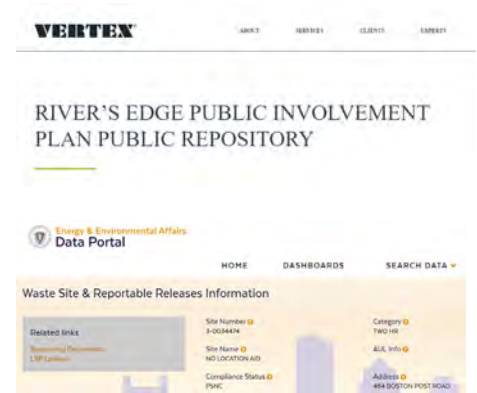 VERTEX
ABOUT SERVICES CLIENTS EXPERTS
RIVER'S EDGE PUBLIC INVOLVEMENT
PLAN PUBLIC REPOSITORY
Energy & Environmental Affairs
Data Portal
HOME DASHBOARDS SEARCH DATA
Waste Site & Reportable Releases Information
Related links
Site Number
3-0034474
Category
TWO HR
Site Name
NO LOCATION AID
AUL Info
Compliance Status
PSNC
Address
484 BOSTON POST ROAD